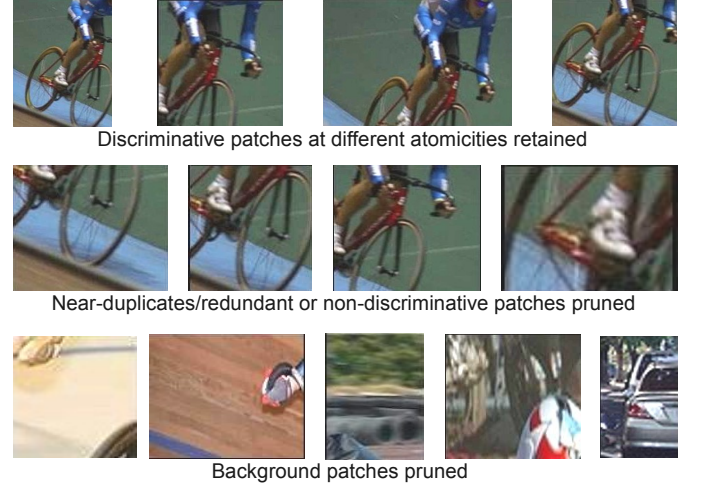 Discriminative patches at different atomicities retained
Near-duplicates/redundant or non-discriminative patches pruned
Background patches pruned